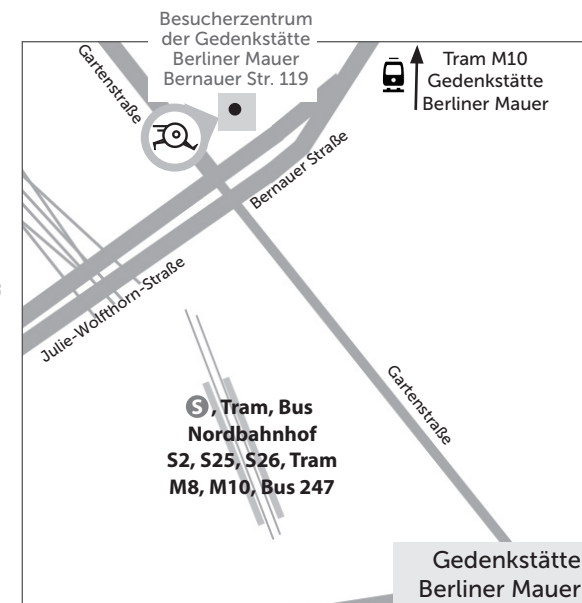 Besucherzentrum
der Gedenkstätte
Berliner Mauer
Bernauer Str. 119
Gartenstraße
Tram M10
Gedenkstätte
Berliner Mauer
Bernauer Straße
Julie-Wolfthorn-Straße
Gartenstraße
S, Tram, Bus
Nordbahnhof
S2, S25, S26, Tram
M8, M10, Bus 247
Gedenkstätte
Berliner Mauer